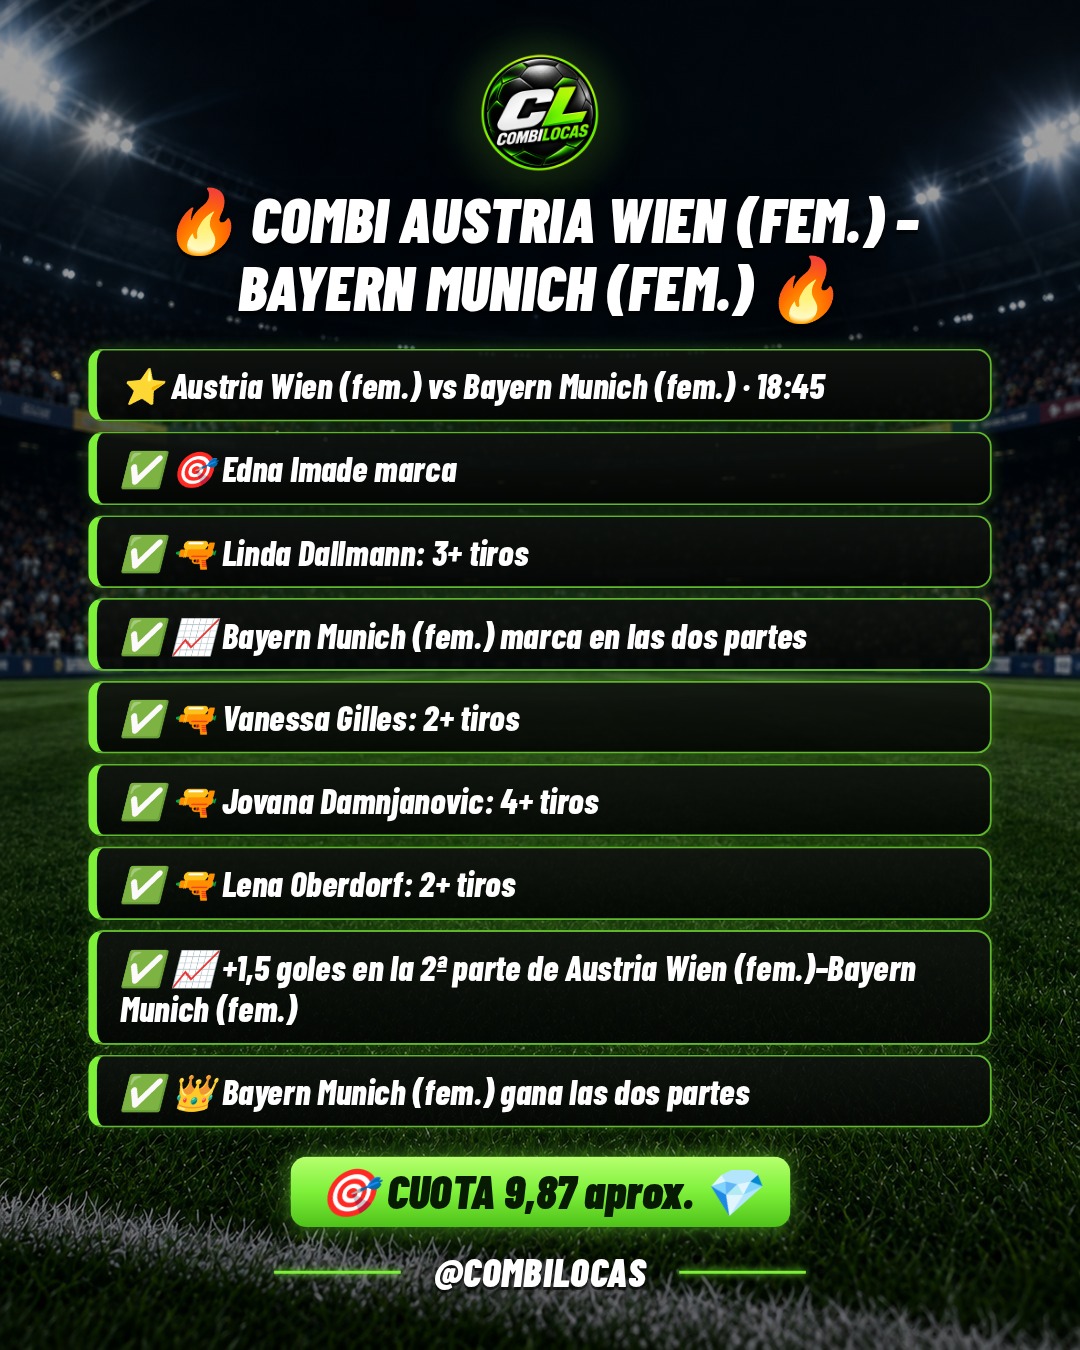 CL
COMBILOCAS
🔥 COMBI AUSTRIA WIEN (FEM.) –
BAYERN MUNICH (FEM.) 🔥
⭐ Austria Wien (fem.) vs Bayern Munich (fem.) · 18:45
✅ 🎯 Edna Imade marca
✅ 🔫 Linda Dallmann: 3+ tiros
✅ 📈 Bayern Munich (fem.) marca en las dos partes
✅ 🔫 Vanessa Gilles: 2+ tiros
✅ 🔫 Jovana Damnjanovic: 4+ tiros
✅ 🔫 Lena Oberdorf: 2+ tiros
✅ 📈 +1,5 goles en la 2ª parte de Austria Wien (fem.)–Bayern
Munich (fem.)
✅ 👑 Bayern Munich (fem.) gana las dos partes
🎯 CUOTA 9,87 aprox. 💎
@COMBILOCAS